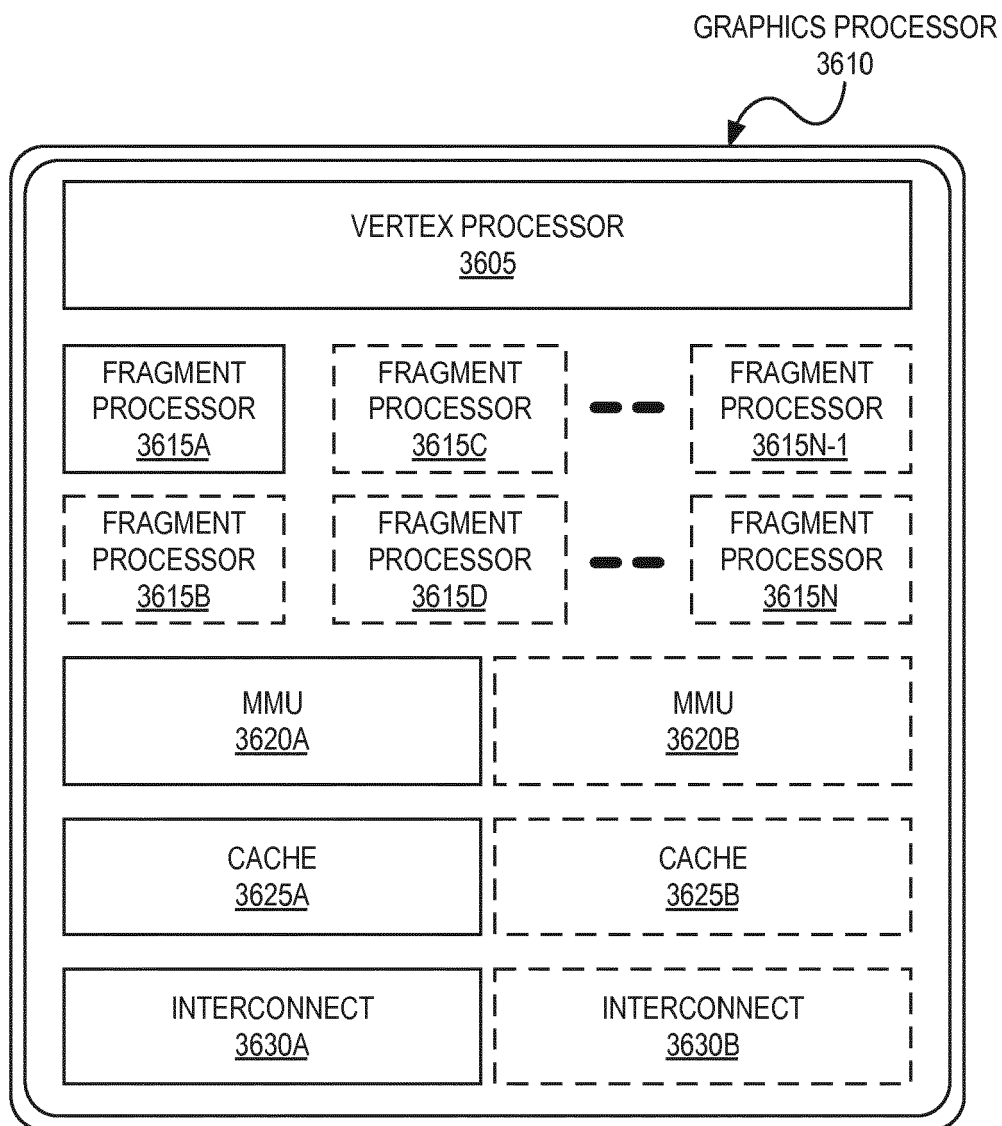 GRAPHICS PROCESSOR
3610
VERTEX PROCESSOR
3605
FRAGMENT
PROCESSOR
3615A
FRAGMENT
PROCESSOR
3615C
FRAGMENT
PROCESSOR
3615N-1
FRAGMENT
PROCESSOR
3615B
FRAGMENT
PROCESSOR
3615D
FRAGMENT
PROCESSOR
3615N
MMU
3620A
MMU
3620B
CACHE
3625A
CACHE
3625B
INTERCONNECT
3630A
INTERCONNECT
3630B